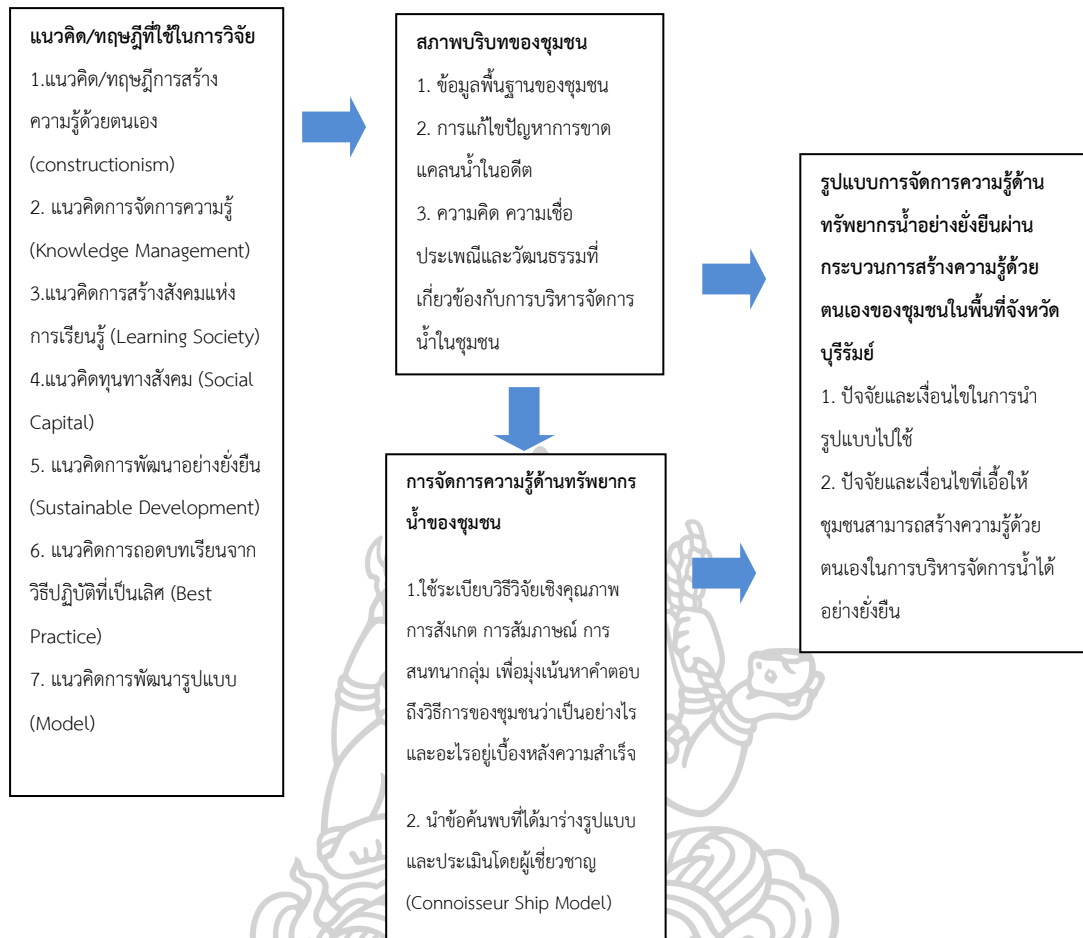 แนวคิด/ทฤษฎีที่ใช้ในการวิจัย
1.แนวคิด/ทฤษฎีการสร้าง
ความรู้ด้วยตนเอง
(constructionism)
2. แนวคิดการจัดการความรู้
(Knowledge Management)
3.แนวคิดการสร้างสังคมแห่ง
การเรียนรู้ (Learning Society)
4.แนวคิดทุนทางสังคม (Social
Capital)
5. แนวคิดการพัฒนาอย่างยั่งยืน
(Sustainable Development)
6. แนวคิดการถอดบทเรียนจาก
วิธีปฏิบัติที่เป็นเลิศ (Best
Practice)
7. แนวคิดการพัฒนารูปแบบ
(Model)
สภาพบริบทของชุมชน
1. ข้อมูลพื้นฐานของชุมชน
2. การแก้ไขปัญหาการขาด
แคลนน้ำในอดีต
3. ความคิด ความเชื่อ
ประเพณีและวัฒนธรรมที่
เกี่ยวข้องกับการบริหารจัดการ
น้ำในชุมชน
การจัดการความรู้ด้านทรัพยากร
น้ำของชุมชน
1.ใช้ระเบียบวิธีวิจัยเชิงคุณภาพ
การสังเกต การสัมภาษณ์ การ
สนทนากลุ่ม เพื่อมุ่งเน้นหาคำตอบ
ถึงวิธีการของชุมชนว่าเป็นอย่างไร
และอะไรอยู่เบื้องหลังความสำเร็จ
2. นำข้อค้นพบที่ได้มาร่างรูปแบบ
และประเมินโดยผู้เชี่ยวชาญ
(Connoisseur Ship Model)
รูปแบบการจัดการความรู้ด้าน
ทรัพยากรน้ำอย่างยั่งยืนผ่าน
กระบวนการสร้างความรู้ด้วย
ตนเองของชุมชนในพื้นที่จังหวัด
บุรีรัมย์
1. ปัจจัยและเงื่อนไขในการนำ
รูปแบบไปใช้
2. ปัจจัยและเงื่อนไขที่เอื้อให้
ชุมชนสามารถสร้างความรู้ด้วย
ตนเองในการบริหารจัดการน้ำได้
อย่างยั่งยืน